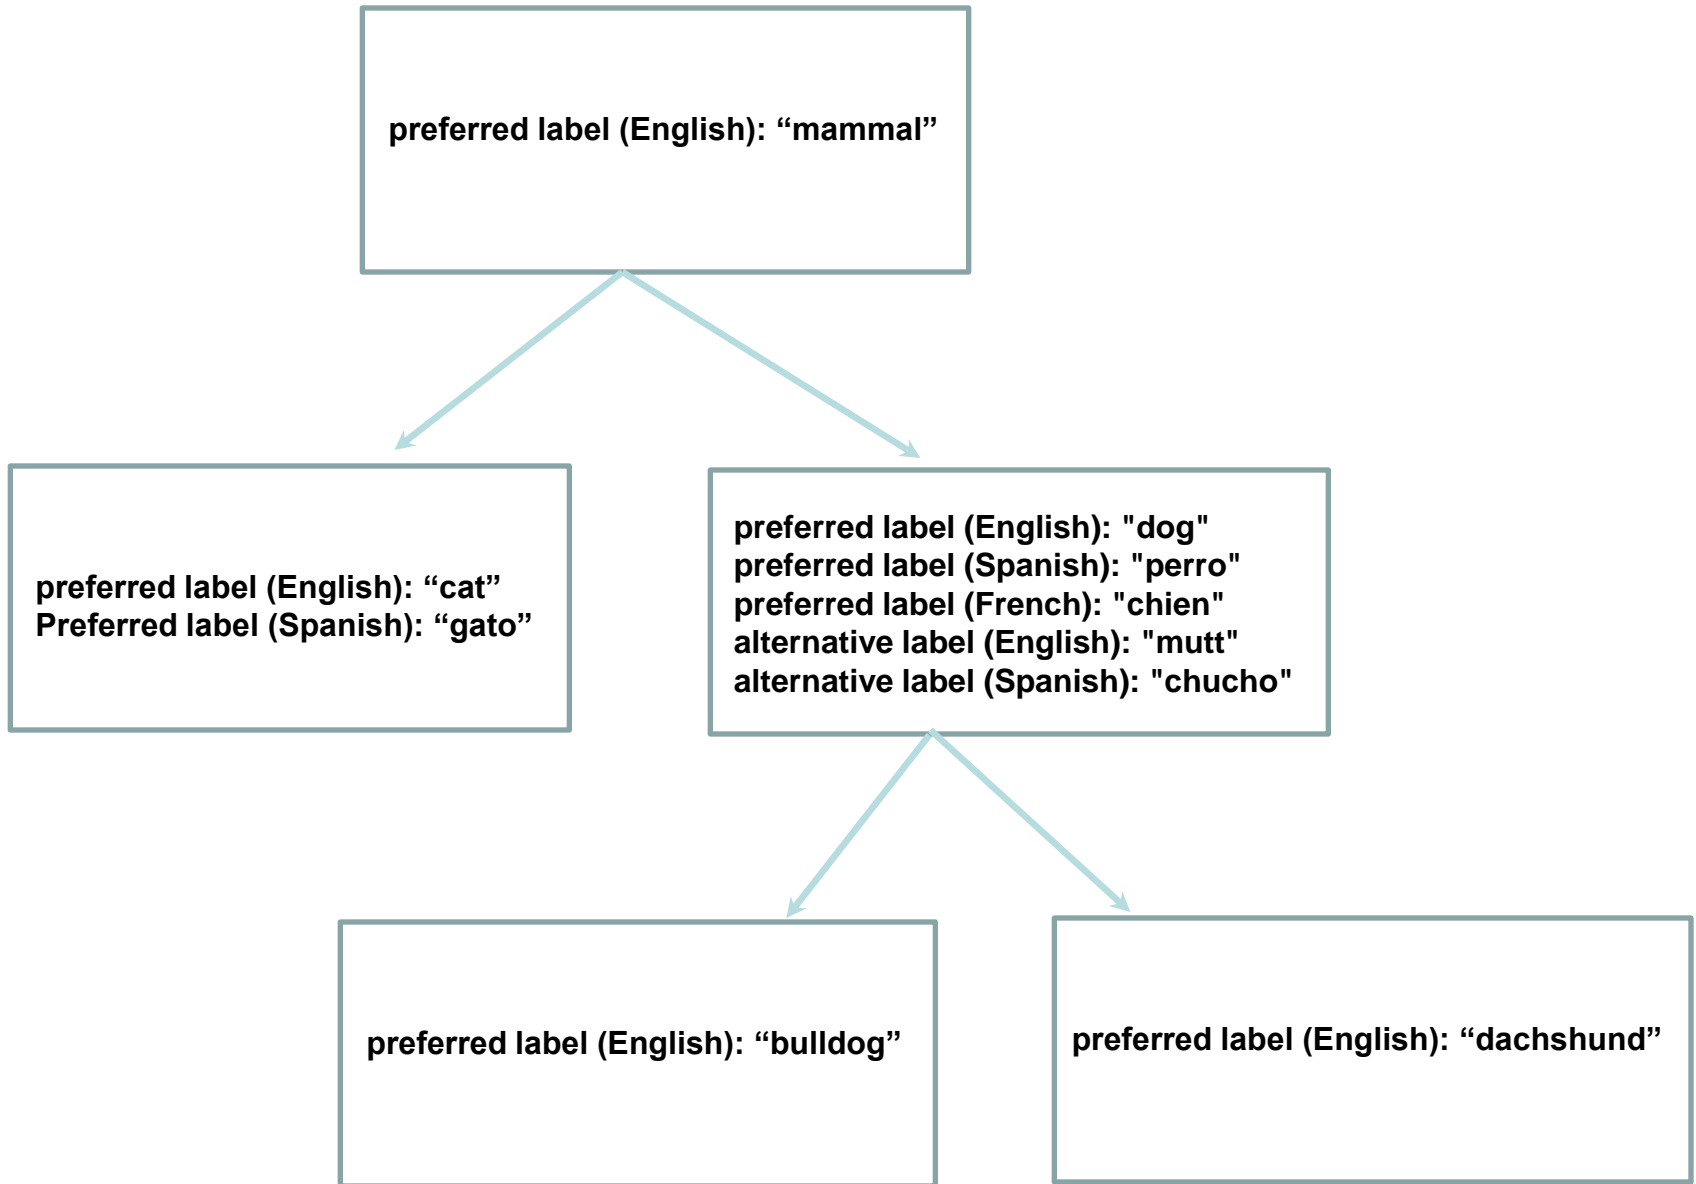 preferred label (English): “mammal”
preferred label (English): “cat”
Preferred label (Spanish): “gato”
preferred label (English): "dog"
preferred label (Spanish): "perro"
preferred label (French): "chien"
alternative label (English): "mutt"
alternative label (Spanish): "chucho"
preferred label (English): “bulldog”
preferred label (English): “dachshund”